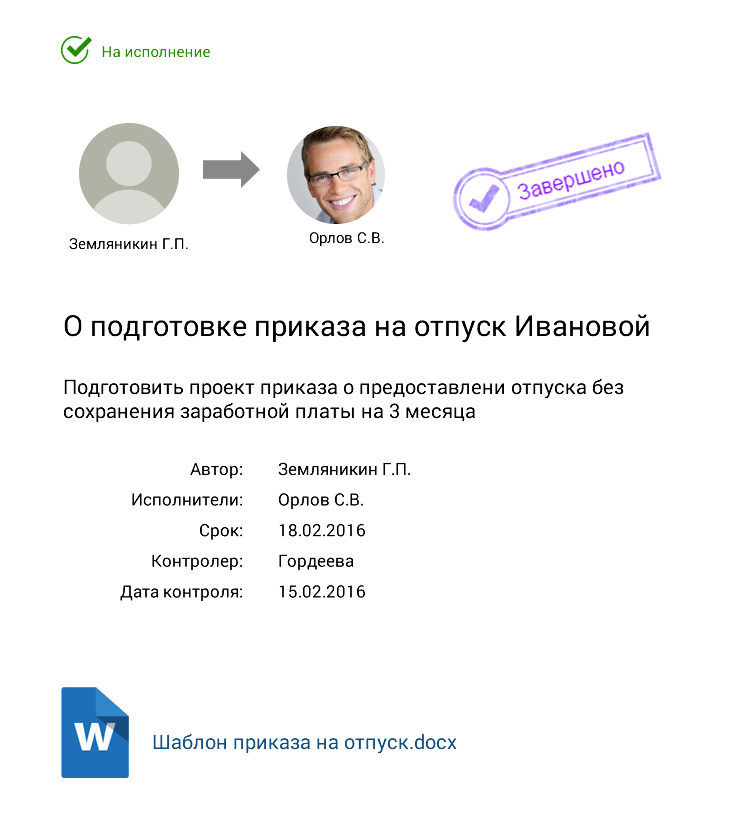 На исполнение
Земляникин Г.П.
Орлов С.В.
Завершено
О подготовке приказа на отпуск Ивановой
Подготовить проект приказа о предоставлени отпуска без
сохранения заработной платы на 3 месяца
Автор: Земляникин Г.П.
Исполнители: Орлов С.В.
Срок: 18.02.2016
Контролер: Гордеева
Дата контроля: 15.02.2016
W
Шаблон приказа на отпуск.docx